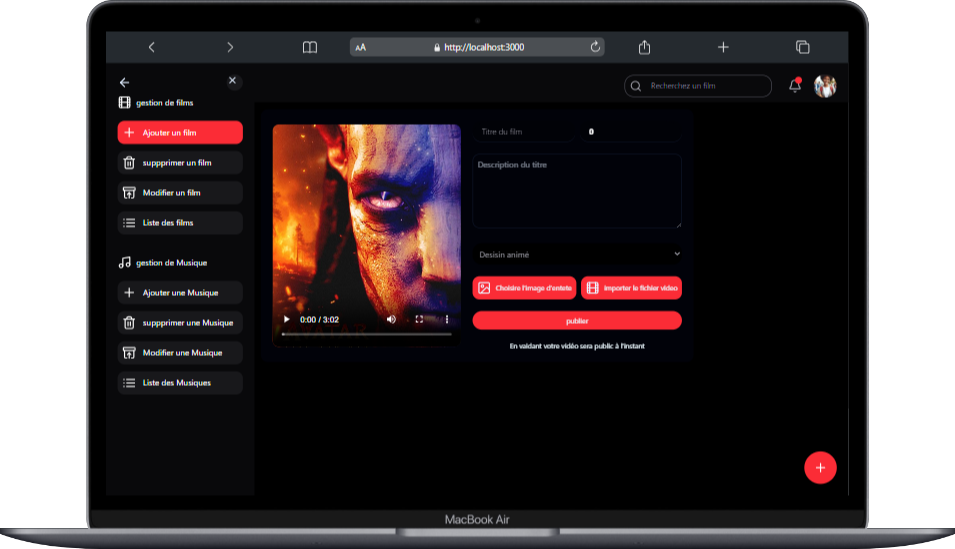 AA
http://localhost:3000
Recherchez un film
gestion de films
Ajouter un film
suppprimer un film
Modifier un film
Liste des films
gestion de Musique
Ajouter une Musique
suppprimer une Musique
Modifier une Musique
Liste des Musiques
Titre du film
0
Description du titre
Desisin animé
Choisire l'image d'entete
importer le fichier video
publier
En valdant votre vidéo sera public à l'instant
0:00 / 3:02
MacBook Air